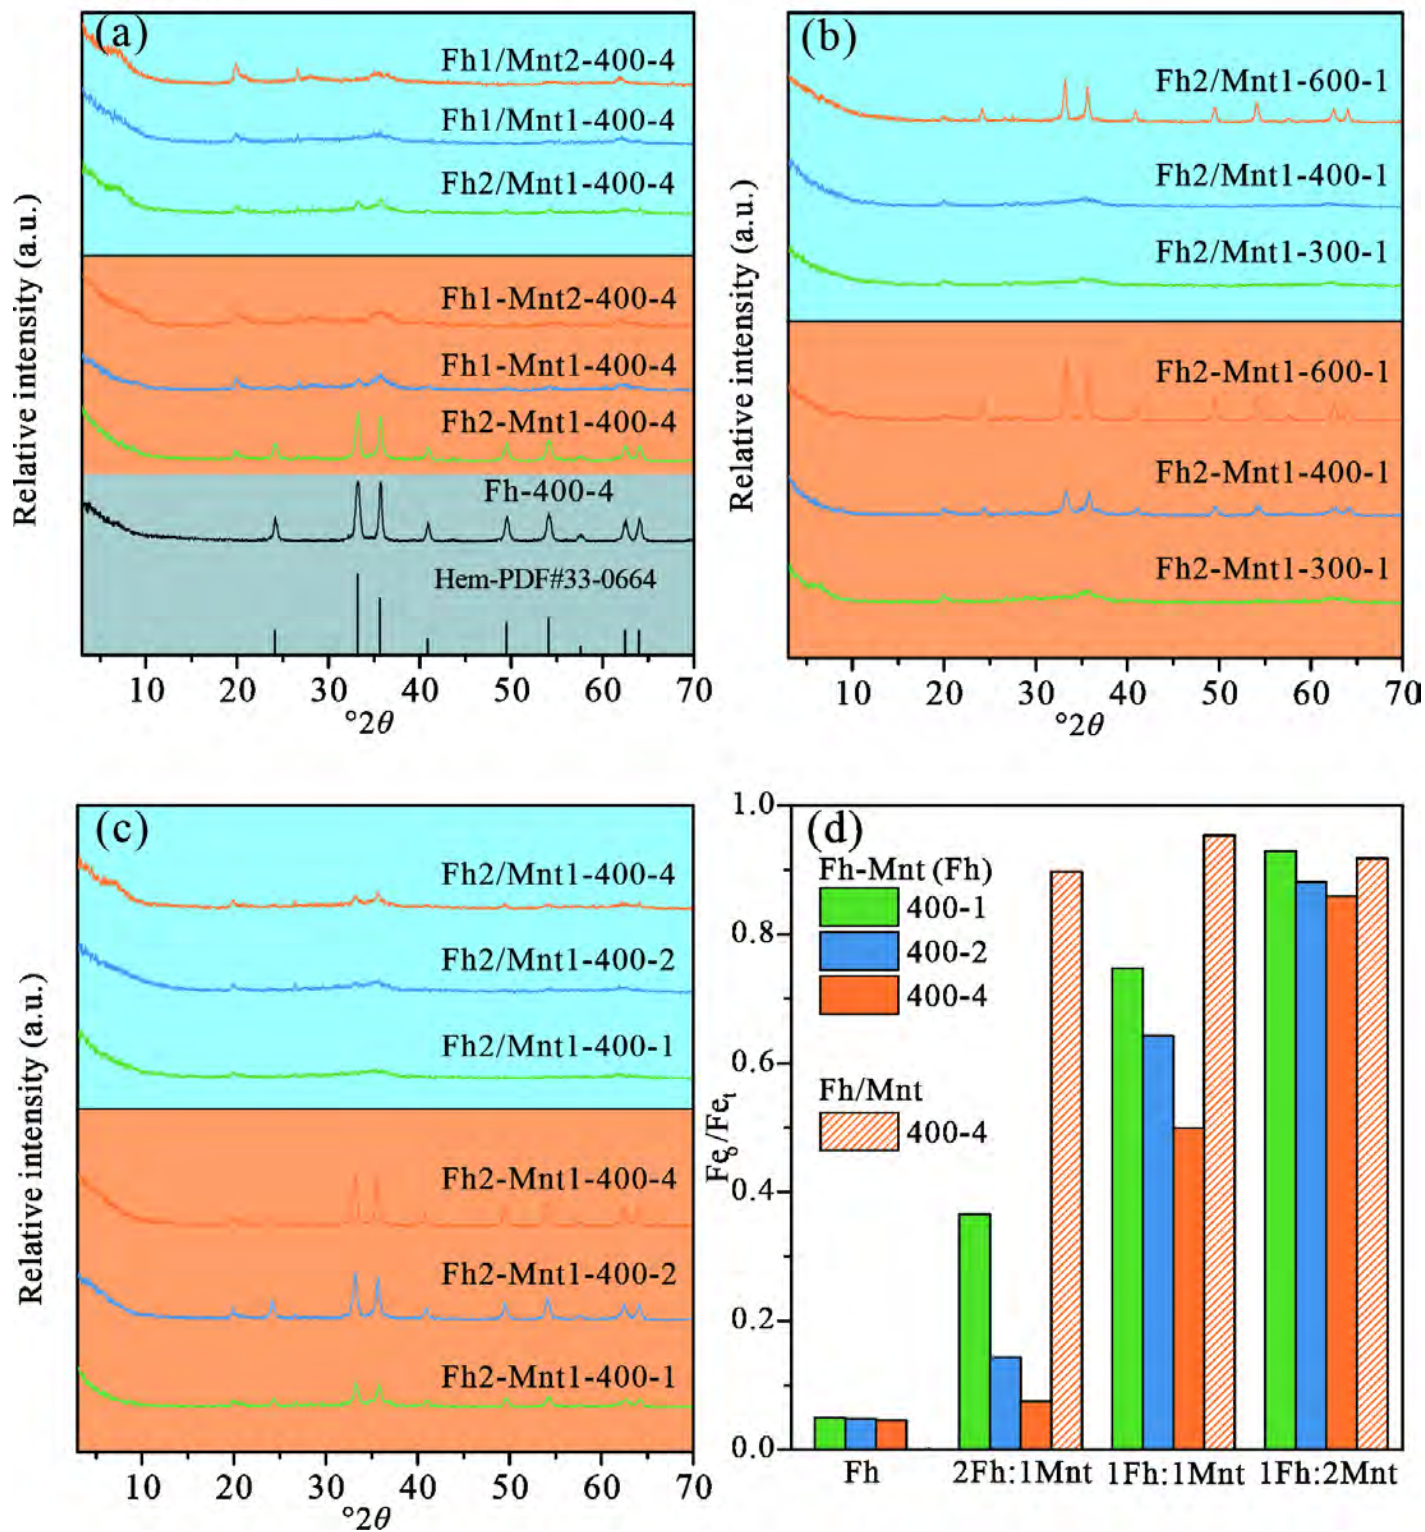 (a)
Fh1/Mnt2-400-4
Fh1/Mnt1-400-4
Fh2/Mnt1-400-4
Fh1-Mnt2-400-4
Fh1-Mnt1-400-4
Fh2-Mnt1-400-4
Fh-400-4
Hem-PDF#33-0664
Relative intensity (a.u.)
10 20 30 40 50 60 70
°2θ
(b)
Fh2/Mnt1-600-1
Fh2/Mnt1-400-1
Fh2/Mnt1-300-1
Fh2-Mnt1-600-1
Fh2-Mnt1-400-1
Fh2-Mnt1-300-1
Relative intensity (a.u.)
10 20 30 40 50 60 70
°2θ
(c)
Fh2/Mnt1-400-4
Fh2/Mnt1-400-2
Fh2/Mnt1-400-1
Fh2-Mnt1-400-4
Fh2-Mnt1-400-2
Fh2-Mnt1-400-1
Relative intensity (a.u.)
10 20 30 40 50 60 70
°2θ
(d)
Fh-Mnt (Fh)
400-1
400-2
400-4
Fh/Mnt
400-4
Feo/Fet
1.0
0.8
0.6
0.4
0.2
0.0
Fh 2Fh:1Mnt 1Fh:1Mnt 1Fh:2Mnt